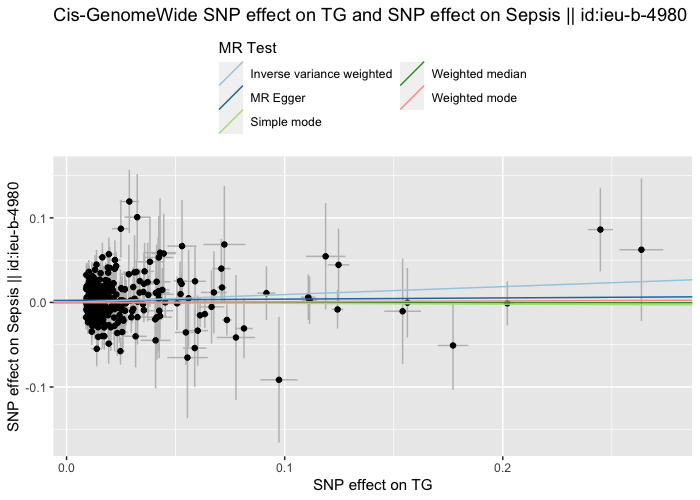 Cis-GenomeWide SNP effect on TG and SNP effect on Sepsis || id:ieu-b-4980
MR Test
Inverse variance weighted
Weighted median
MR Egger
Weighted mode
Simple mode
SNP effect on Sepsis || id:ieu-b-4980
0.1
0.0
-0.1
0.0
0.1
0.2
SNP effect on TG